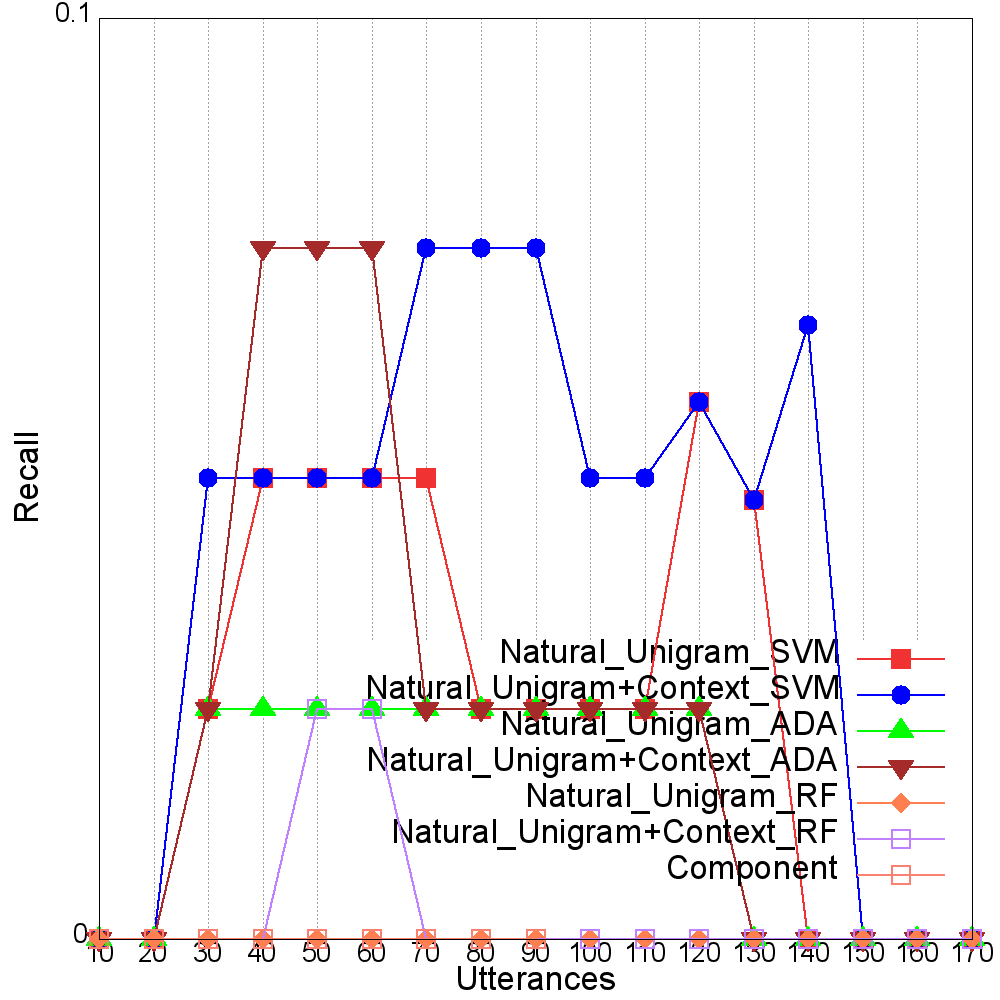 0.1
Recall
Natural_Unigram_SVM
Natural_Unigram+Context_SVM
Natural_Unigram_ADA
Natural_Unigram+Context_ADA
Natural_Unigram_RF
Natural_Unigram+Context_RF
Component
0
10 20 30 40 50 60 70 80 90 100 110 120 130 140 150 160 170
Utterances